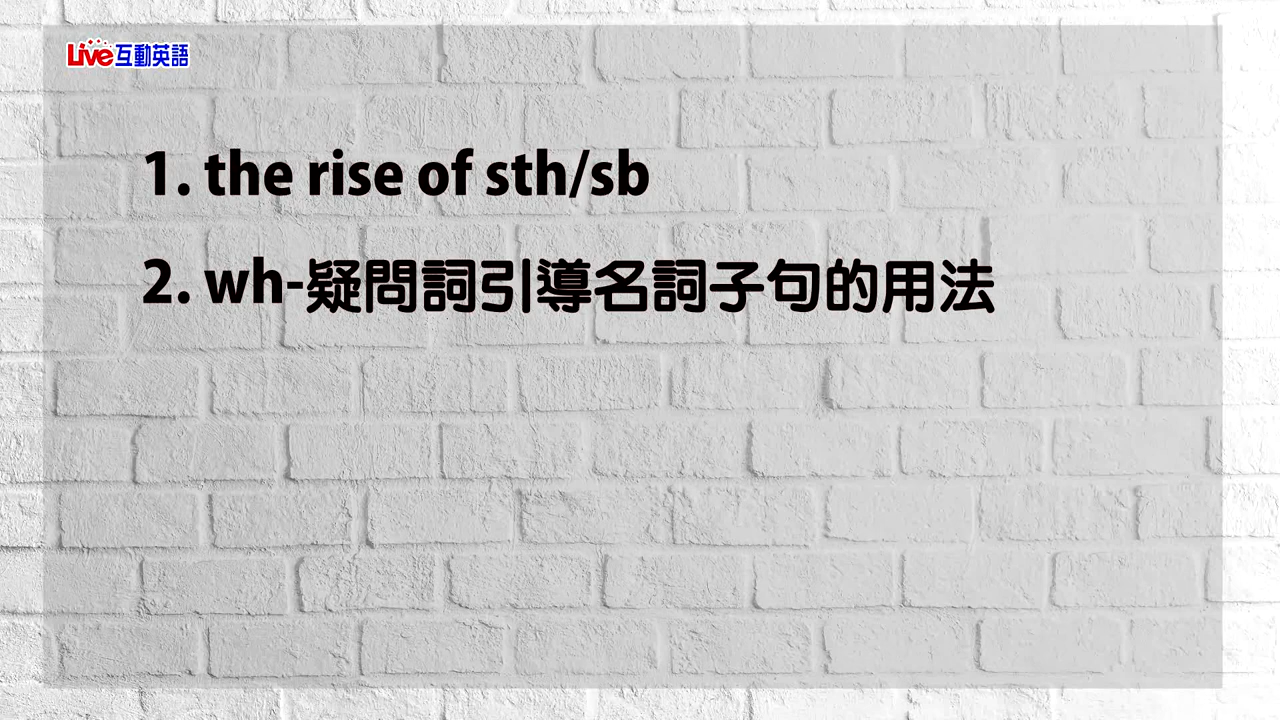 Live互動英語
1. the rise of sth/sb
2. wh-疑問詞引導名詞子句的用法